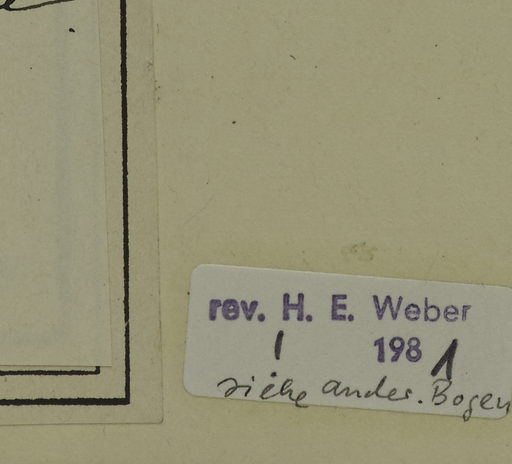 rev. H. E. Weber
1 1981
siehe ander. Bogen